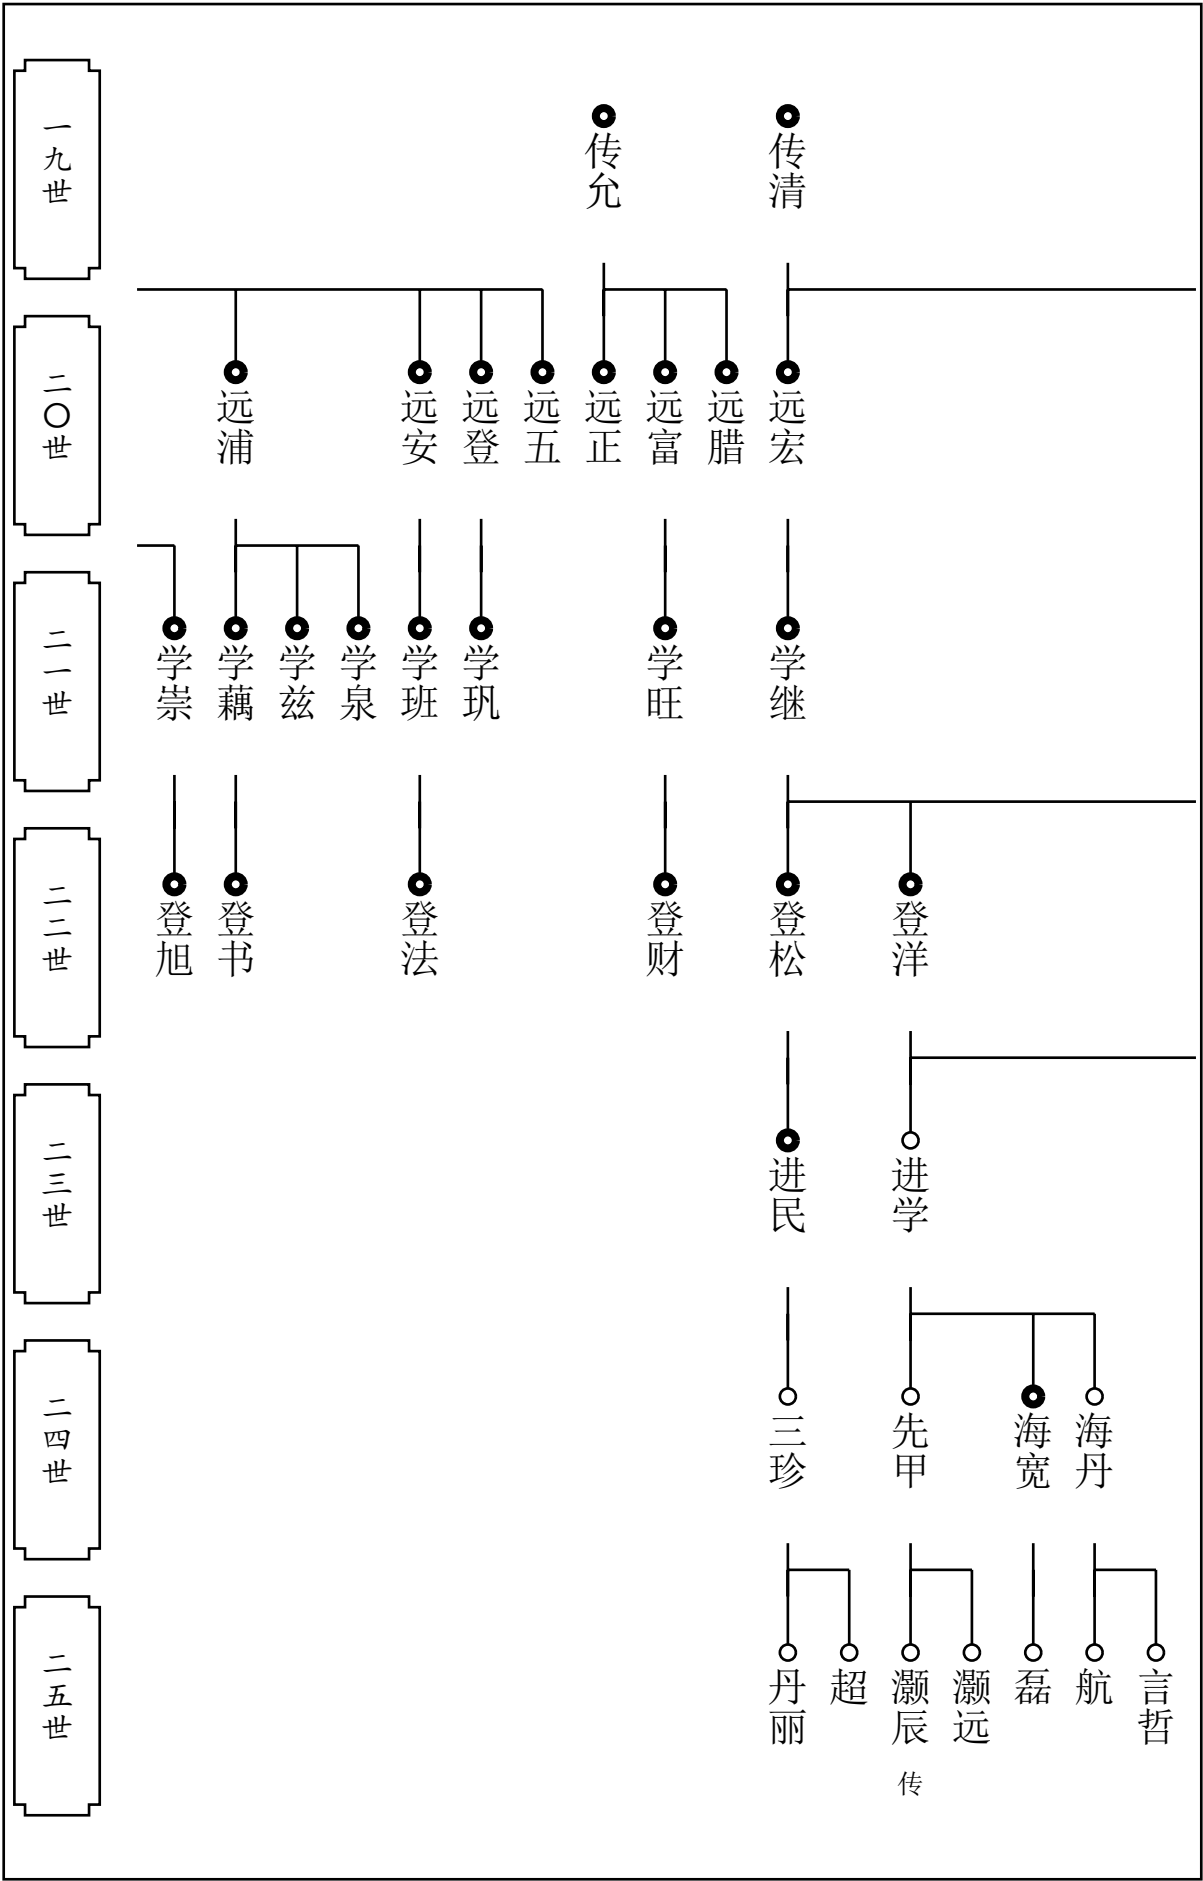 一九世
传允
传清
二〇世
远浦
远安
远登
远五
远正
远富
远腊
远宏
二一世
学崇
学藕
学兹
学泉
学班
学玑
学旺
学继
二二世
登旭
登书
登法
登财
登松
登洋
二三世
进民
进学
二四世
三珍
先甲
海宽
海丹
二五世
丹丽
超
灏辰
灏远
磊
航
言哲
传